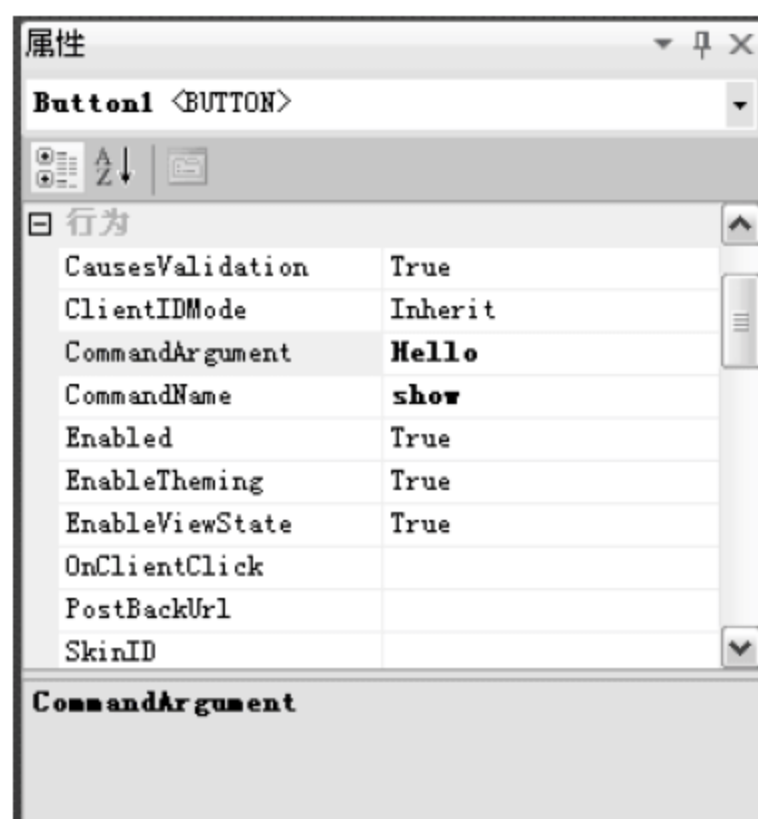 属性
Button1 <BUTTON>
行为
CausesValidation True
ClientIDMode Inherit
CommandArgument Hello
CommandName show
Enabled True
EnableTheming True
EnableViewState True
OnClientClick
PostBackUrl
SkinID
CommandArgument